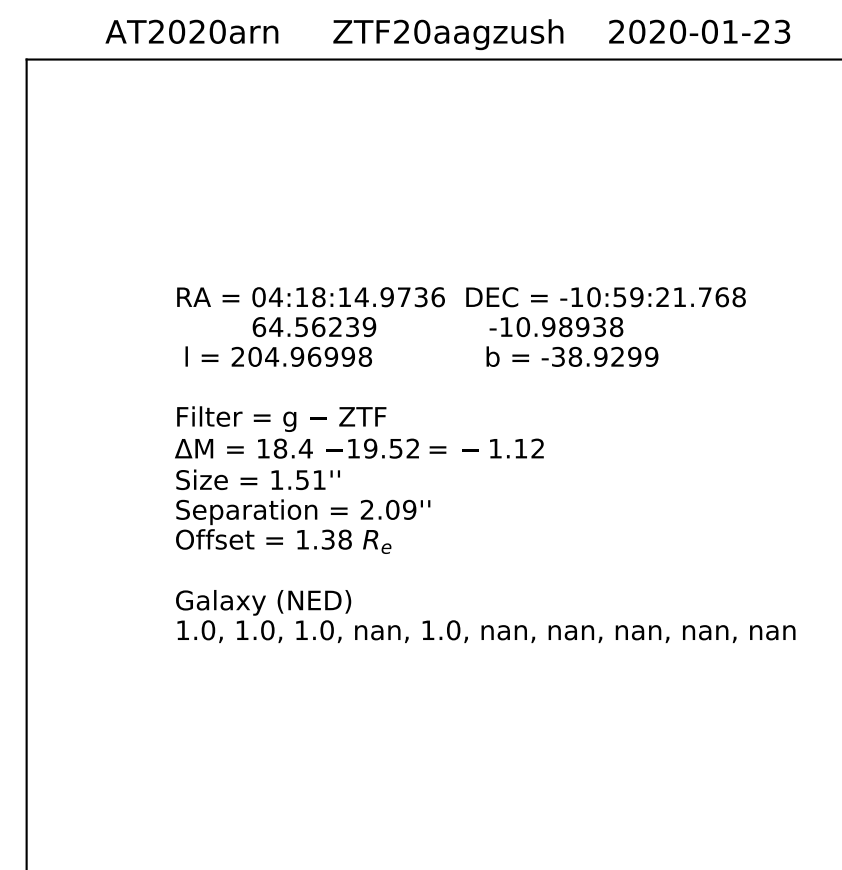 AT2020arn ZTF20aagzush 2020-01-23
RA = 04:18:14.9736 DEC = -10:59:21.768
64.56239 -10.98938
l = 204.96998 b = -38.9299
Filter = g − ZTF
ΔM = 18.4 −19.52 = − 1.12
Size = 1.51''
Separation = 2.09''
Offset = 1.38 Re
Galaxy (NED)
1.0, 1.0, 1.0, nan, 1.0, nan, nan, nan, nan, nan